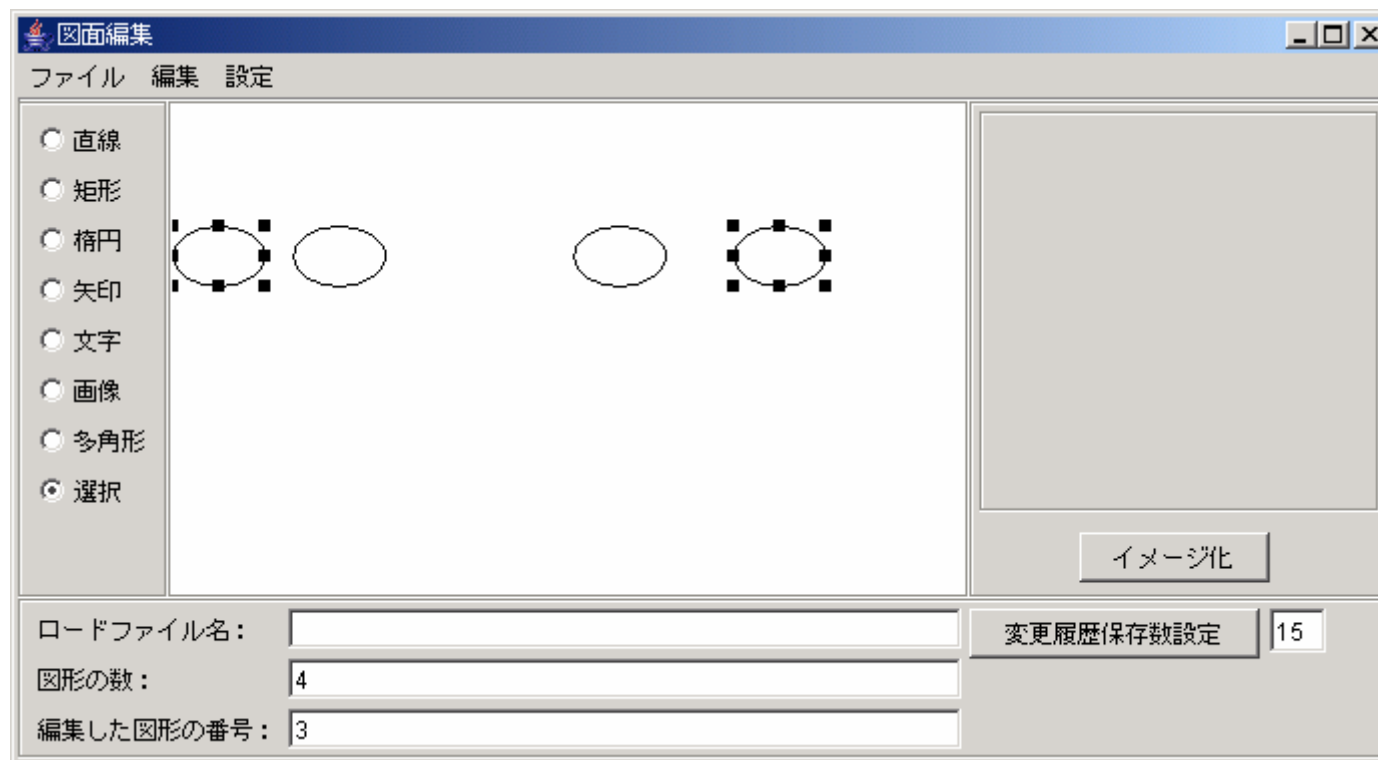 図面編集
ファイル 編集 設定
直線
矩形
楕円
矢印
文字
画像
多角形
選択
イメージ化
ロードファイル名：
変更履歴保存数設定 15
図形の数： 4
編集した図形の番号： 3